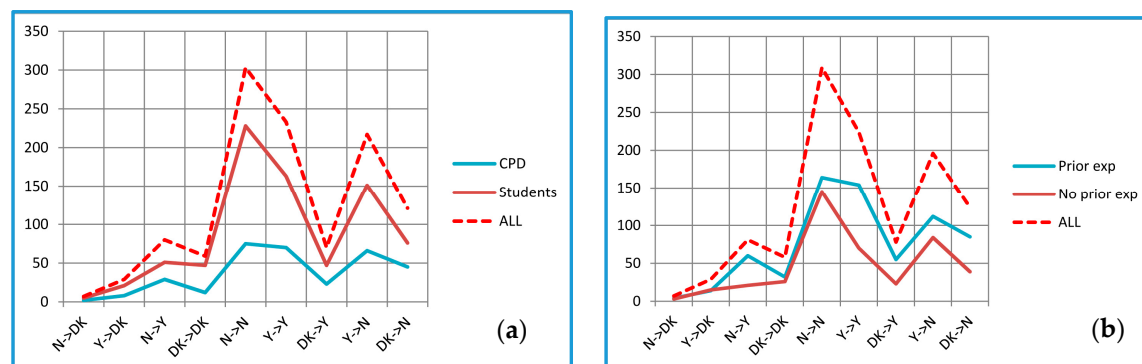 350
300
250
200
150
100
50
0
N->DK
Y->DK
N->Y
DK->DK
N->N
Y->Y
DK->Y
Y->N
DK->N
CPD
Students
ALL
(a)
350
300
250
200
150
100
50
0
N->DK
Y->DK
N->Y
DK->DK
N->N
Y->Y
DK->Y
Y->N
DK->N
Prior exp
No prior exp
ALL
(b)